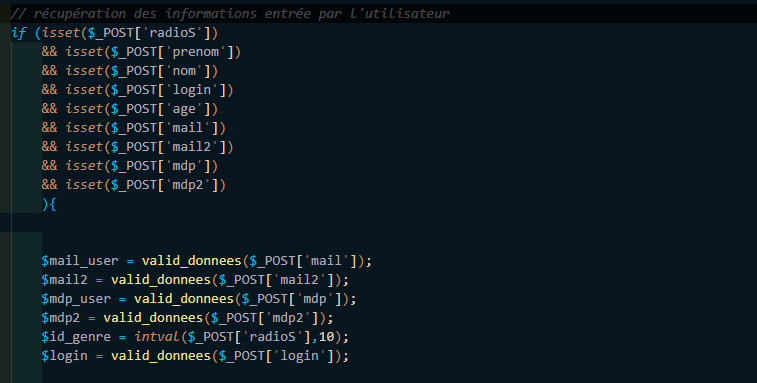 // récupération des informations entrée par l'utilisateur
if (isset($_POST['radioS'])
&& isset($_POST['prenom'])
&& isset($_POST['nom'])
&& isset($_POST['login'])
&& isset($_POST['age'])
&& isset($_POST['mail'])
&& isset($_POST['mail2'])
&& isset($_POST['mdp'])
&& isset($_POST['mdp2'])
){
$mail_user = valid_donnees($_POST['mail']);
$mail2 = valid_donnees($_POST['mail2']);
$mdp_user = valid_donnees($_POST['mdp']);
$mdp2 = valid_donnees($_POST['mdp2']);
$id_genre = intval($_POST['radioS'],10);
$login = valid_donnees($_POST['login']);